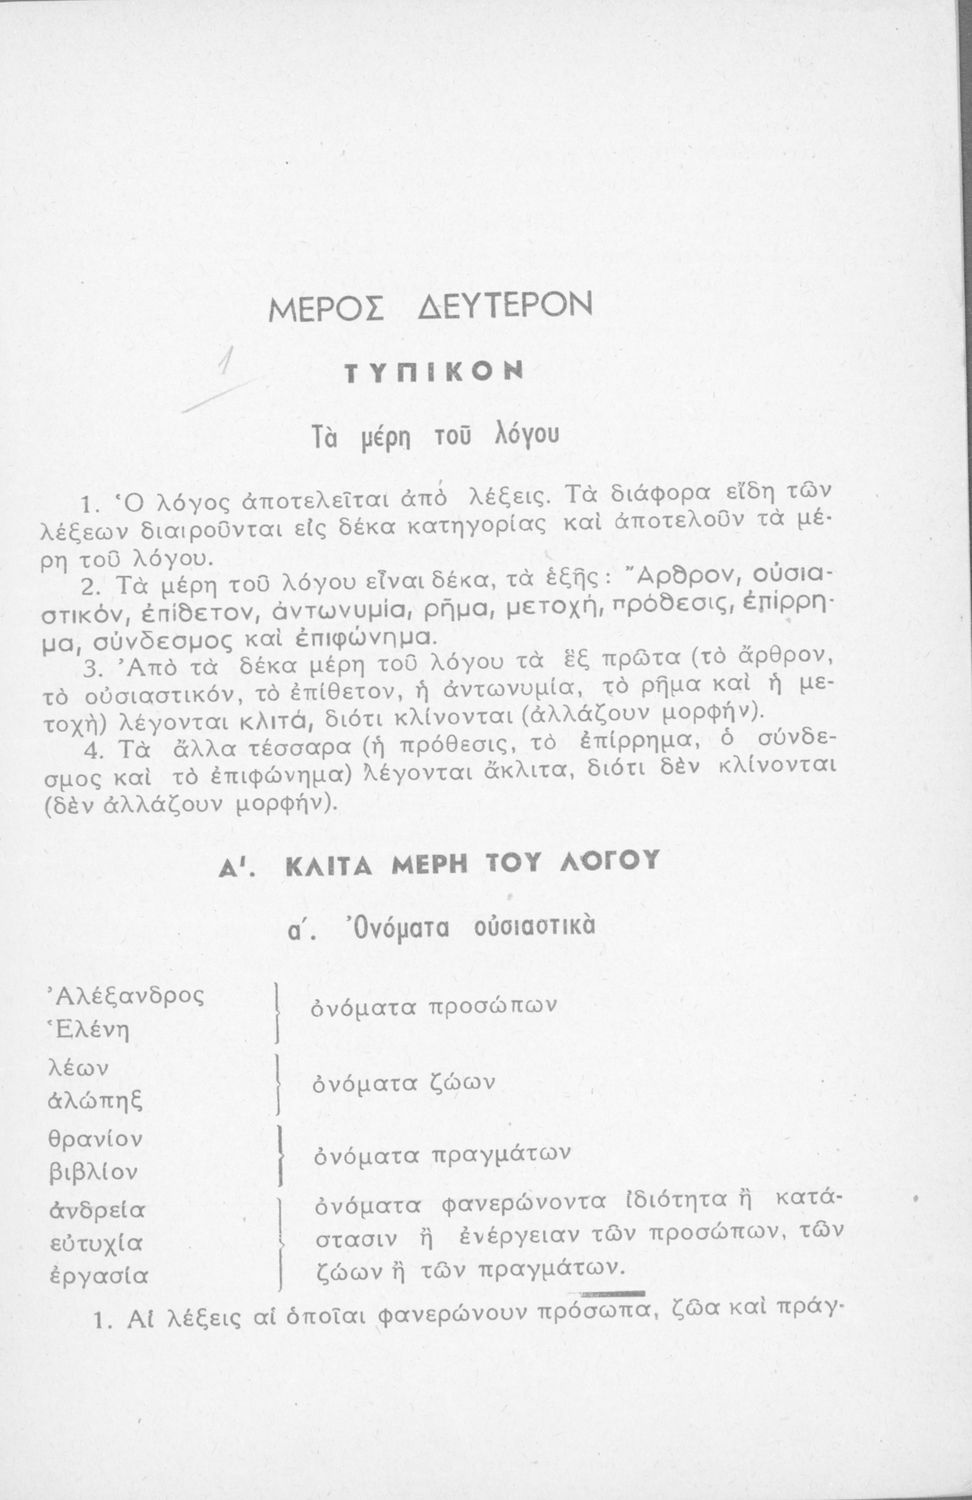 ΜΕΡΟΣ ΔΕΥΤΕΡΟΝ
1
ΤΥΠΙΚΟΝ
Τὰ μέρη τοῦ λόγου
1. Ὁ λόγος ἀποτελεῖται ἀπὸ λέξεις. Τὰ διάφορα εἴδη τῶν
λέξεων διαιροῦνται εἰς δέκα κατηγορίας καὶ ἀποτελοῦν τὰ μέ-
ρη τοῦ λόγου.
2. Τὰ μέρη τοῦ λόγου εἶναι δέκα, τὰ ἑξῆς: Ἄρθρον, οὐσια-
στικόν, ἐπίθετον, ἀντωνυμία, ρῆμα, μετοχή, πρόθεσις, ἐπίρρη-
μα, σύνδεσμος καὶ ἐπιφώνημα.
3. Ἀπὸ τὰ δέκα μέρη τοῦ λόγου τὰ ἓξ πρῶτα (τὸ ἄρθρον,
τὸ οὐσιαστικόν, τὸ ἐπίθετον, ἡ ἀντωνυμία, τὸ ρῆμα καὶ ἡ με-
τοχὴ) λέγονται κλιτά, διότι κλίνονται (ἀλλάζουν μορφήν).
4. Τὰ ἄλλα τέσσαρα (ἡ πρόθεσις, τὸ ἐπίρρημα, ὁ σύνδε-
σμος καὶ τὸ ἐπιφώνημα) λέγονται ἄκλιτα, διότι δὲν κλίνονται
(δὲν ἀλλάζουν μορφήν).
Α'. ΚΛΙΤΑ ΜΕΡΗ ΤΟΥ ΛΟΓΟΥ
α'. Ὀνόματα οὐσιαστικὰ
Ἀλέξανδρος
Ἑλένη
ὀνόματα προσώπων
λέων
ἀλώπηξ
ὀνόματα ζώων
θρανίον
βιβλίον
ὀνόματα πραγμάτων
ἀνδρεία
εὐτυχία
ἐργασία
ὀνόματα φανερώνοντα ἰδιότητα ἢ κατά-
στασιν ἢ ἐνέργειαν τῶν προσώπων, τῶν
ζώων ἢ τῶν πραγμάτων.
1. Αἱ λέξεις αἱ ὁποῖαι φανερώνουν πρόσωπα, ζῶα καὶ πράγ-